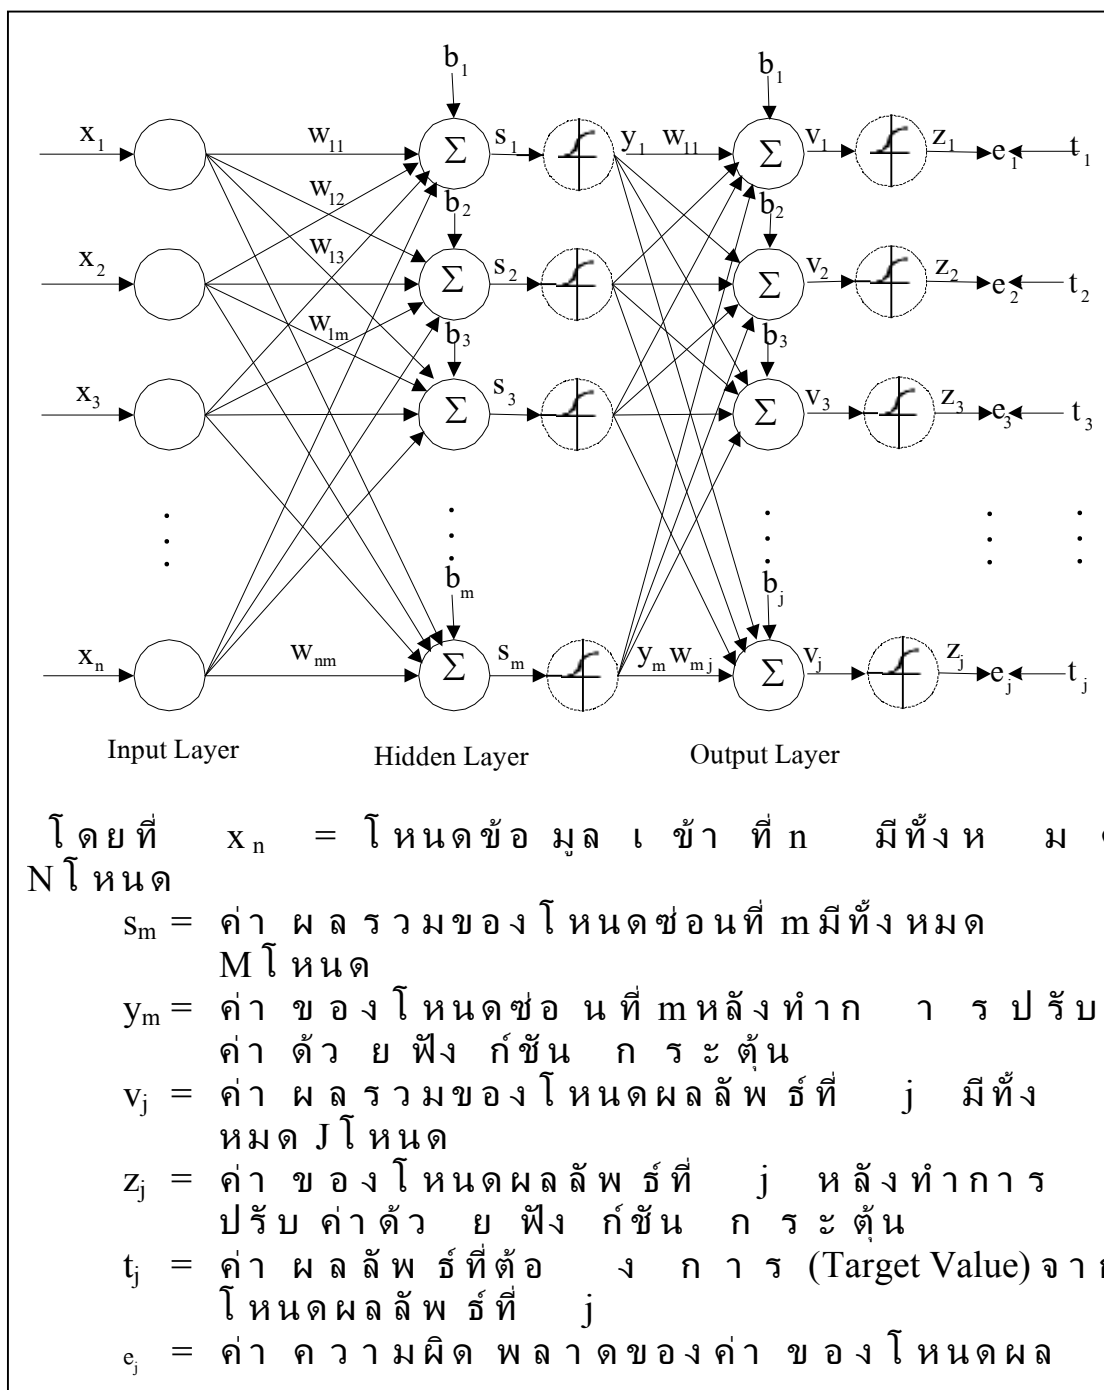 b1 b1
x1 w11 s1 y1 w11 v1 z1 e1 t1
w12 b2 b2
x2 w13 s2 v2 z2 e2 t2
w1m b3 b3
x3 s3 v3 z3 e3 t3
bm bj
xn wnm sm ym wmj vj zj ej tj
Input Layer Hidden Layer Output Layer
โดยที่ xn = โหนดข้อมูลเข้าที่ n มีทั้งหม
Nโหนด
sm = ค่าผลรวมของโหนดซ่อนที่ mมีทั้งหมด
Mโหนด
ym = ค่าของโหนดซ่อนที่ mหลังทำการปรับ
ค่าด้วยฟังก์ชันกระตุ้น
vj = ค่าผลรวมของโหนดผลลัพธ์ที่ j มีทั้ง
หมด Jโหนด
zj = ค่าของโหนดผลลัพธ์ที่ j หลังทำการ
ปรับค่าด้วยฟังก์ชันกระตุ้น
tj = ค่าผลลัพธ์ที่ต้องการ (Target Value) จาก
โหนดผลลัพธ์ที่ j
ej = ค่าความผิดพลาดของค่าของโหนดผล